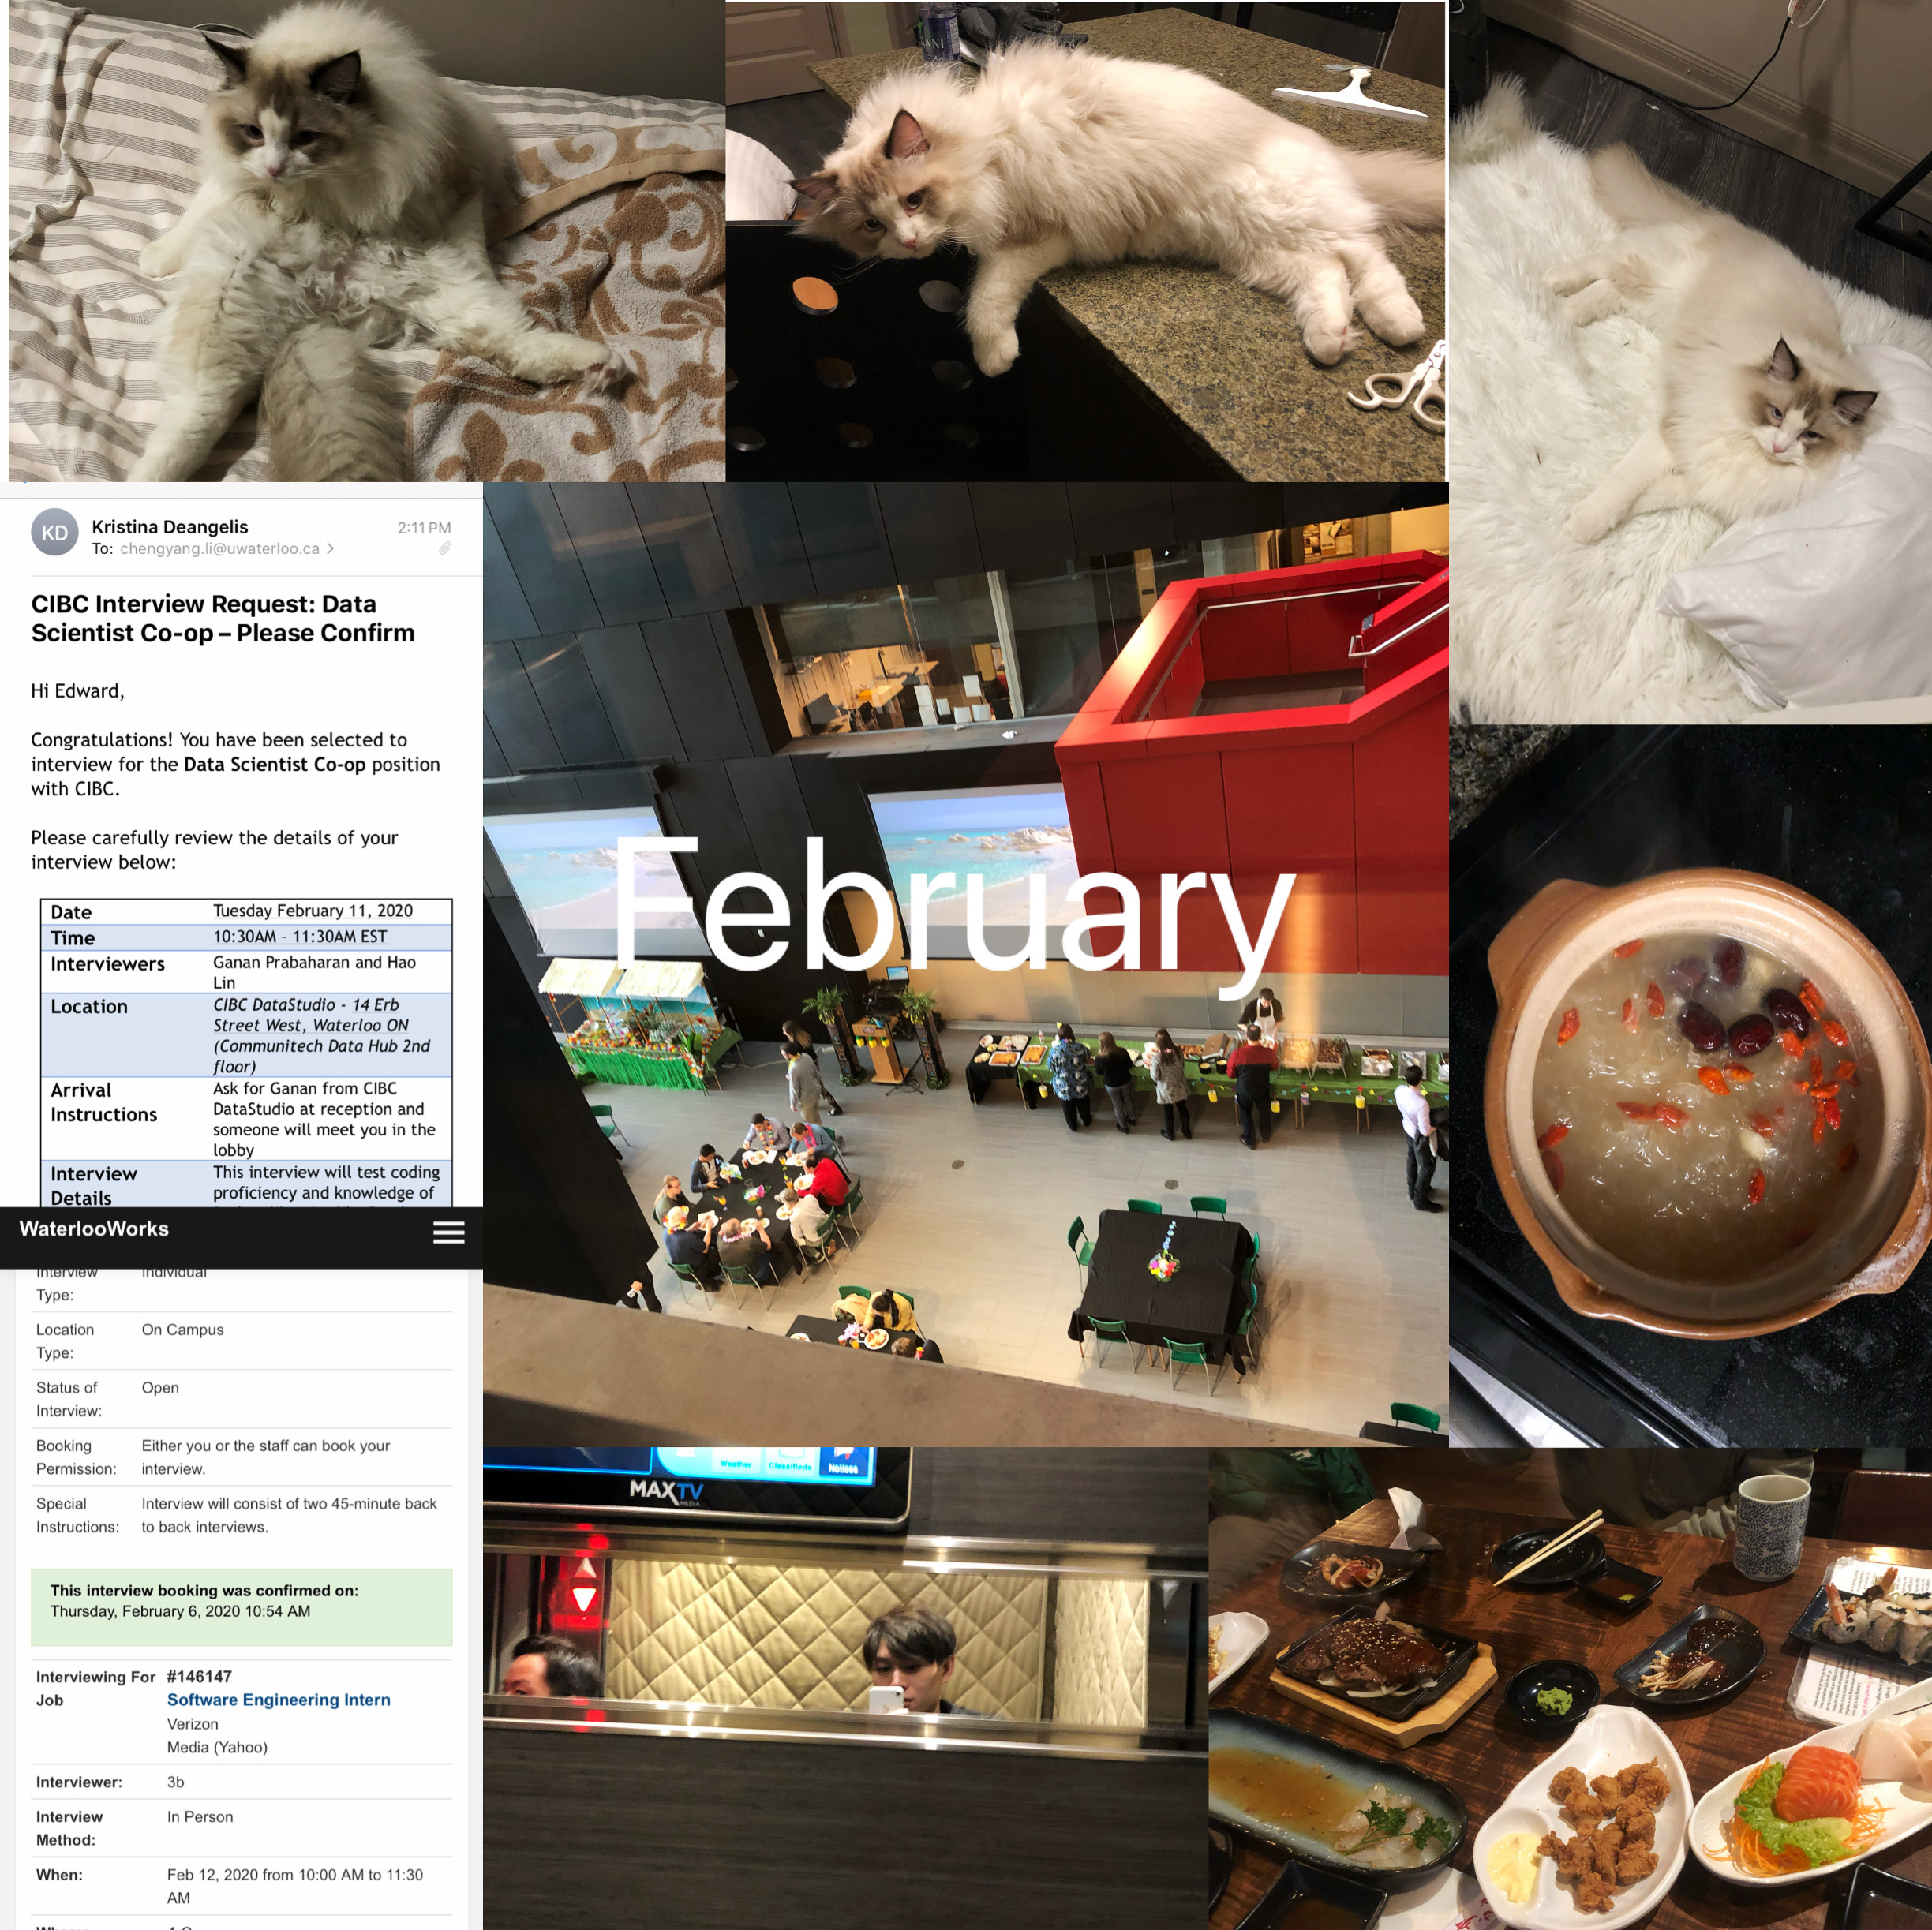 ANI
KD
Kristina Deangelis
2:11 PM
To: chengyang.li@uwaterloo.ca
CIBC Interview Request: Data
Scientist Co-op – Please Confirm
Hi Edward,
Congratulations! You have been selected to
interview for the Data Scientist Co-op position
with CIBC.
Please carefully review the details of your
interview below:
Date Tuesday February 11, 2020
Time 10:30AM - 11:30AM EST
Interviewers Ganan Prabaharan and Hao
Lin
Location CIBC DataStudio - 14 Erb
Street West, Waterloo ON
(Communitech Data Hub 2nd
floor)
Arrival Ask for Ganan from CIBC
Instructions DataStudio at reception and
someone will meet you in the
lobby
Interview This interview will test coding
Details proficiency and knowledge of
WaterlooWorks
Interview Individual
Type:
Location On Campus
Type:
Status of Open
Interview:
Booking Either you or the staff can book your
Permission: interview.
Special Interview will consist of two 45-minute back
Instructions: to back interviews.
This interview booking was confirmed on:
Thursday, February 6, 2020 10:54 AM
Interviewing For #146147
Job Software Engineering Intern
Verizon
Media (Yahoo)
Interviewer: 3b
Interview In Person
Method:
When: Feb 12, 2020 from 10:00 AM to 11:30
AM
February
Weather Classifieds Notices
MAXTV
MEDIA